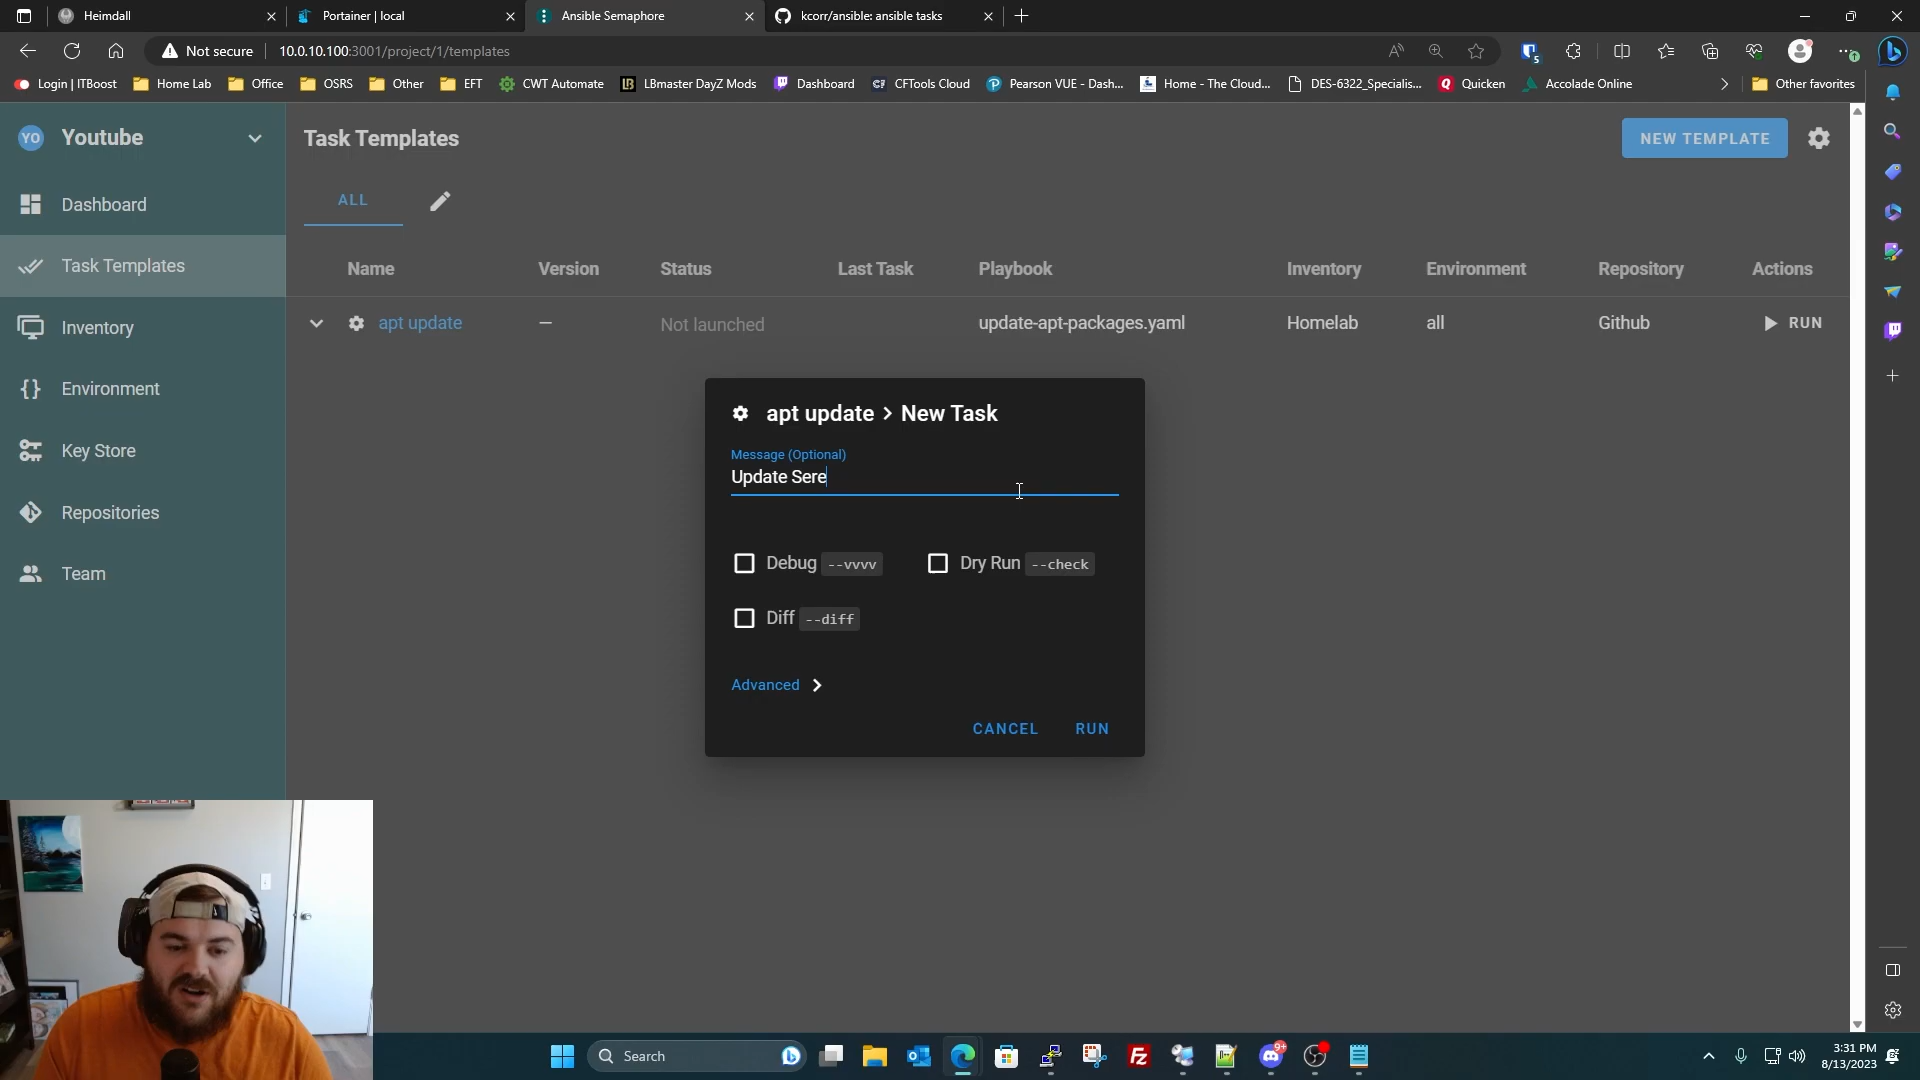 Heimdall
Portainer | local
Ansible Semaphore
kcorr/ansible: ansible tasks
Not secure
10.0.10.100:3001/project/1/templates
Login | ITBoost
Home Lab
Office
OSRS
Other
EFT
CWT Automate
LBmaster DayZ Mods
Dashboard
CFTools Cloud
Pearson VUE - Dash...
Home - The Cloud...
DES-6322_Specialis...
Quicken
Accolade Online
Other favorites
YO Youtube
Dashboard
Task Templates
Inventory
Environment
Key Store
Repositories
Team
Task Templates
NEW TEMPLATE
ALL
Name Version Status Last Task Playbook Inventory Environment Repository Actions
apt update — Not launched update-apt-packages.yaml Homelab all Github RUN
apt update > New Task
Message (Optional)
Update Sere
Debug --vvvv Dry Run --check
Diff --diff
Advanced
CANCEL RUN
Search
9+
3:31 PM
8/13/2023